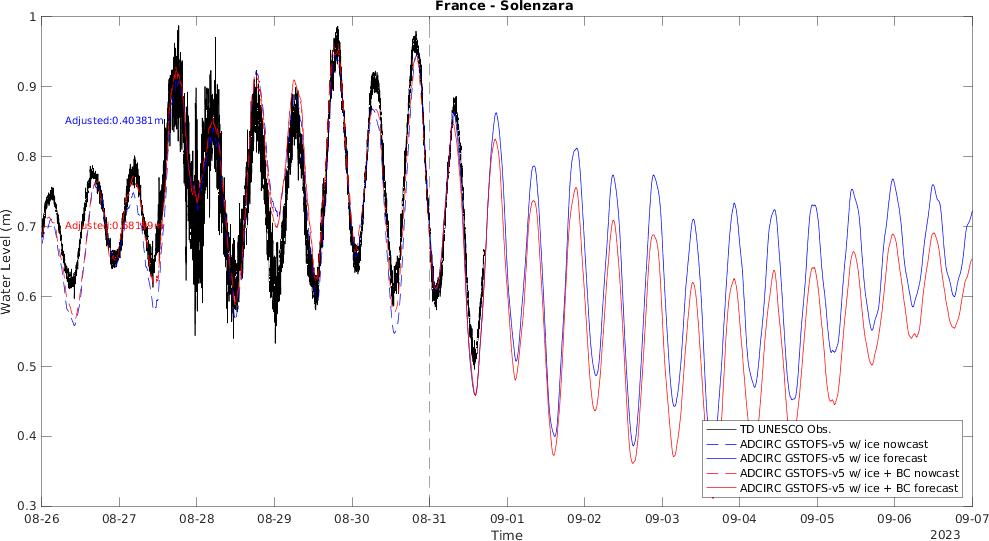 France - Solenzara
1
0.9
0.8
0.7
0.6
0.5
0.4
0.3
Water Level (m)
Adjusted:0.40381m
08-26
08-27
08-28
08-29
08-30
08-31
09-01
09-02
09-03
09-04
09-05
09-06
09-07
Time
2023
TD UNESCO Obs.
ADCIRC GSTOFS-v5 w/ ice nowcast
ADCIRC GSTOFS-v5 w/ ice forecast
ADCIRC GSTOFS-v5 w/ ice + BC nowcast
ADCIRC GSTOFS-v5 w/ ice + BC forecast